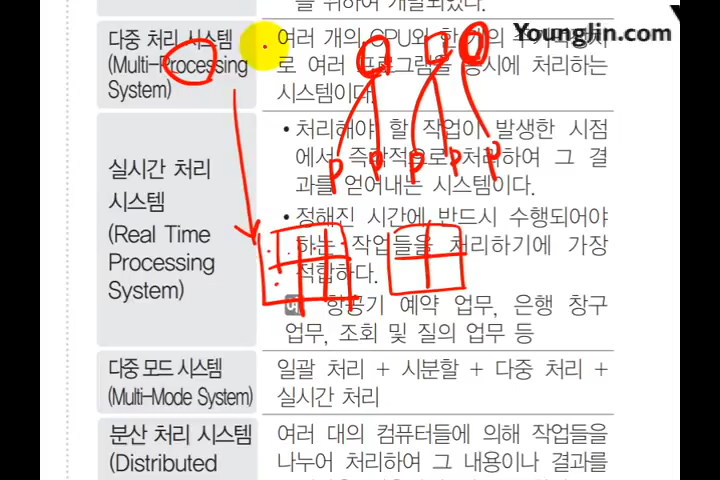 을 위하여 개발되었다.
Younglin.com
다중 처리 시스템
(Multi-Processing
System)
여러 개의 CPU와 한
로 여러 프로그램을 동시에 처리하는
시스템이다.
실시간 처리
시스템
(Real Time
Processing
System)
• 처리해야 할 작업이 발생한 시점
에서 즉각적으로 처리하여 그 결
과를 얻어내는 시스템이다.
• 정해진 시간에 반드시 수행되어야
하는 작업들을 처리하기에 가장
적합하다.
예 항공기 예약 업무, 은행 창구
업무, 조회 및 질의 업무 등
P P P P P
다중 모드 시스템
(Multi-Mode System)
일괄 처리 + 시분할 + 다중 처리 +
실시간 처리
분산 처리 시스템
(Distributed
여러 대의 컴퓨터들에 의해 작업들을
나누어 처리하여 그 내용이나 결과를